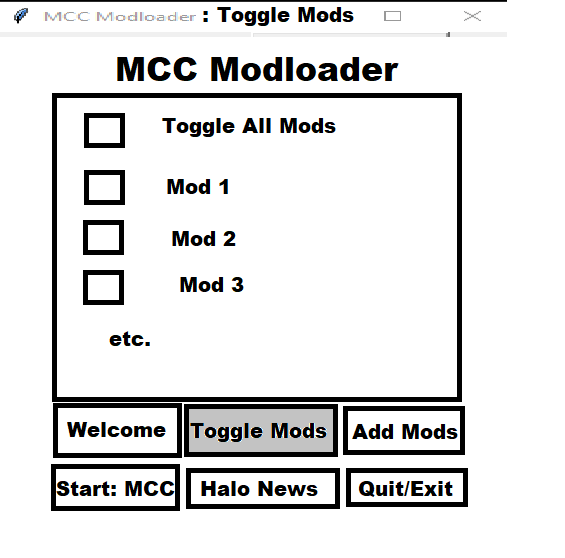 MCC Modloader : Toggle Mods
MCC Modloader
Toggle All Mods
Mod 1
Mod 2
Mod 3
etc.
Welcome Toggle Mods Add Mods
Start: MCC Halo News Quit/Exit